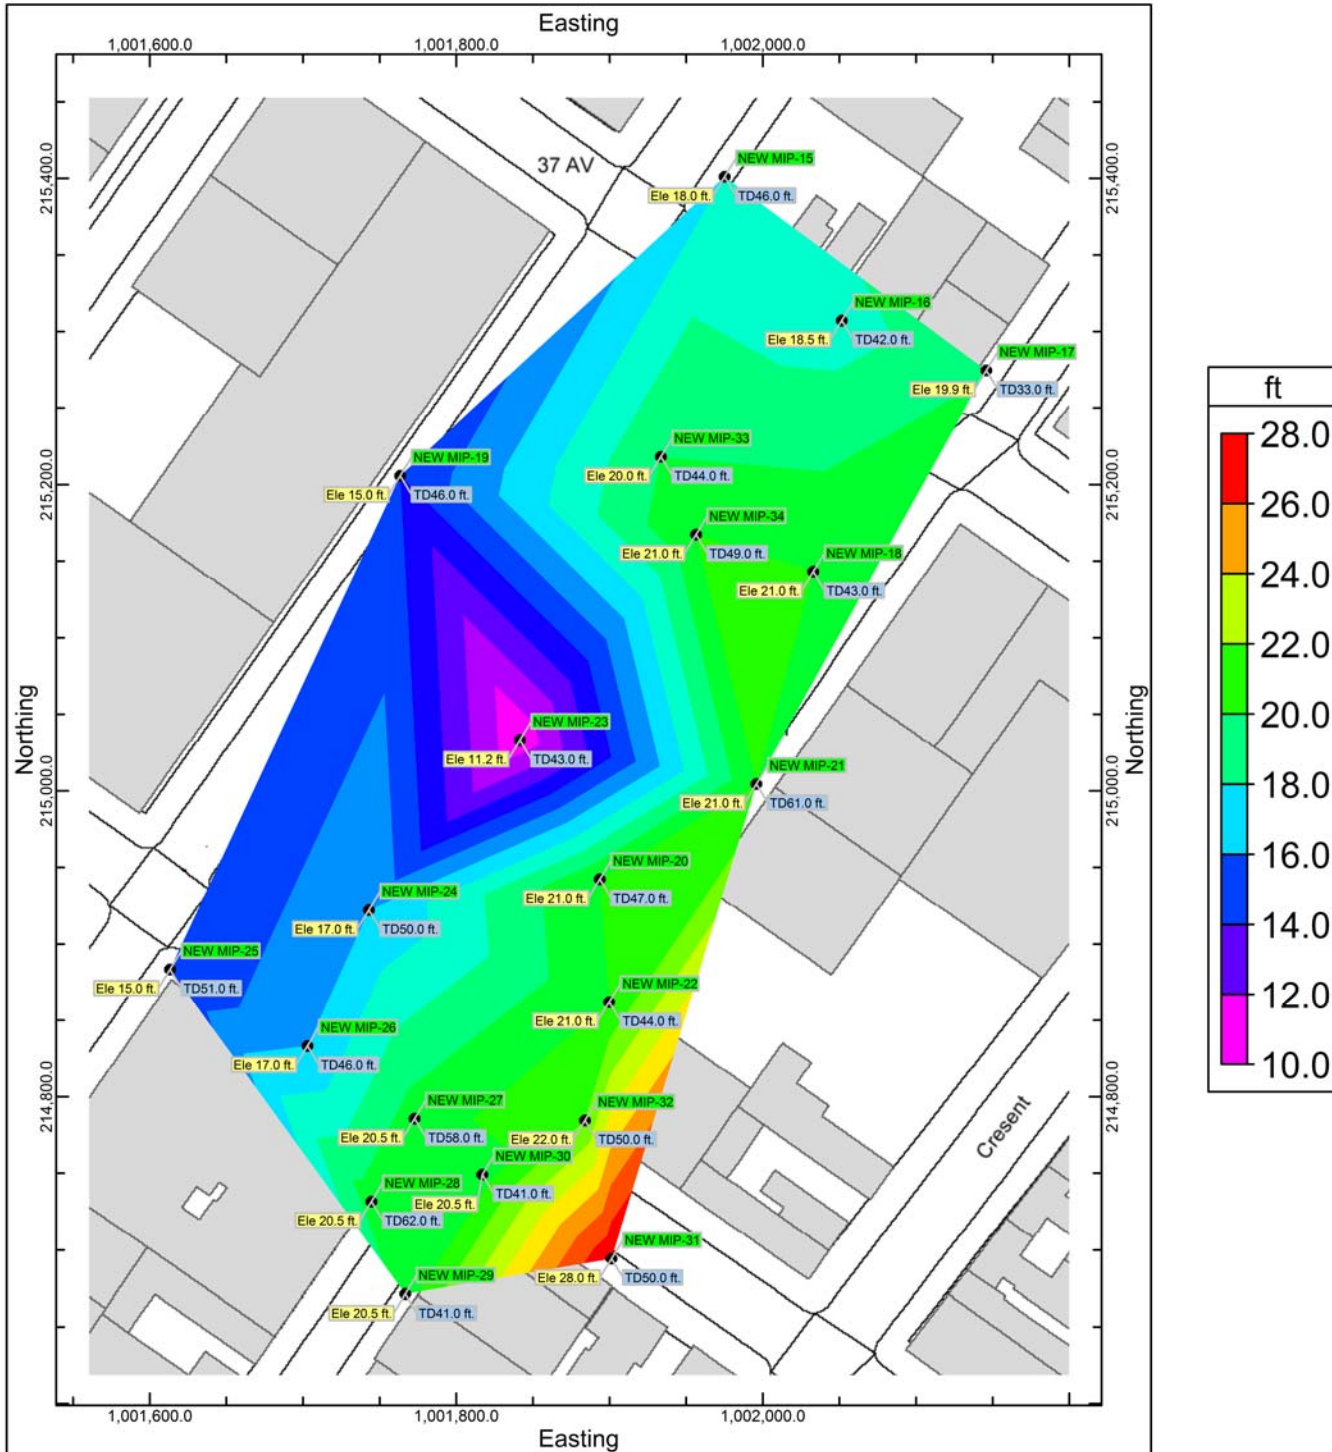 Easting
1,001,600.0 1,001,800.0 1,002,000.0
37 AV
NEW MIP-15
Ele 18.0 ft. TD46.0 ft.
215,400.0 215,400.0
NEW MIP-16
Ele 18.5 ft. TD42.0 ft.
NEW MIP-17
Ele 19.9 ft. TD33.0 ft.
NEW MIP-33
Ele 20.0 ft. TD44.0 ft.
NEW MIP-19
Ele 15.0 ft. TD46.0 ft.
215,200.0 215,200.0
NEW MIP-34
Ele 21.0 ft. TD49.0 ft.
NEW MIP-18
Ele 21.0 ft. TD43.0 ft.
Northing
Northing
NEW MIP-23
Ele 11.2 ft. TD43.0 ft.
NEW MIP-21
Ele 21.0 ft. TD61.0 ft.
215,000.0 215,000.0
NEW MIP-20
Ele 21.0 ft. TD47.0 ft.
NEW MIP-24
Ele 17.0 ft. TD50.0 ft.
NEW MIP-25
Ele 15.0 ft. TD51.0 ft.
NEW MIP-22
Ele 21.0 ft. TD44.0 ft.
NEW MIP-26
Ele 17.0 ft. TD46.0 ft.
214,800.0 214,800.0
NEW MIP-27
Ele 20.5 ft. TD58.0 ft.
NEW MIP-32
Ele 22.0 ft. TD50.0 ft.
Cresent
NEW MIP-30
Ele 20.5 ft. TD41.0 ft.
NEW MIP-28
Ele 20.5 ft. TD62.0 ft.
NEW MIP-31
Ele 28.0 ft. TD50.0 ft.
NEW MIP-29
Ele 20.5 ft. TD41.0 ft.
1,001,600.0 1,001,800.0 1,002,000.0
Easting
ft
28.0
26.0
24.0
22.0
20.0
18.0
16.0
14.0
12.0
10.0